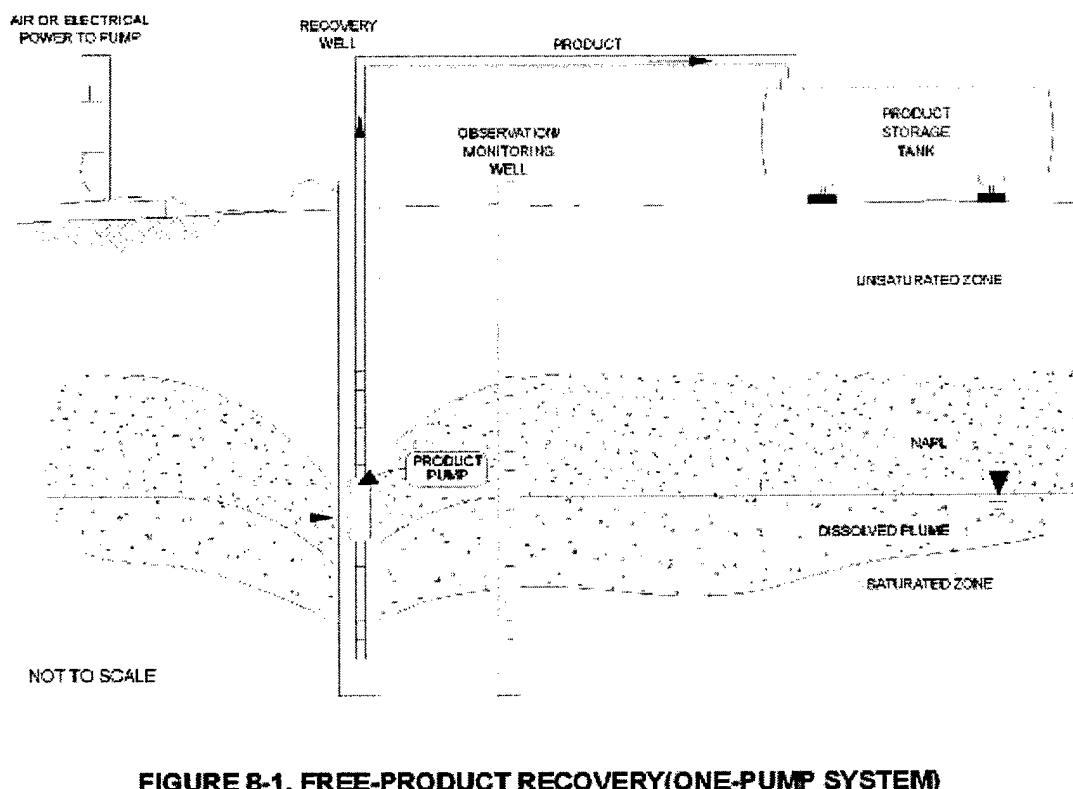 AIR OR ELECTRICAL
POWER TO PUMP
RECOVERY
WELL
PRODUCT
OBSERVATION/
MONITORING
WELL
PRODUCT
STORAGE
TANK
UNSATURATED ZONE
NAPL
PRODUCT
PUMP
DISSOLVED PLUME
SATURATED ZONE
NOT TO SCALE
FIGURE 8-1. FREE-PRODUCT RECOVERY(ONE-PUMP SYSTEM)